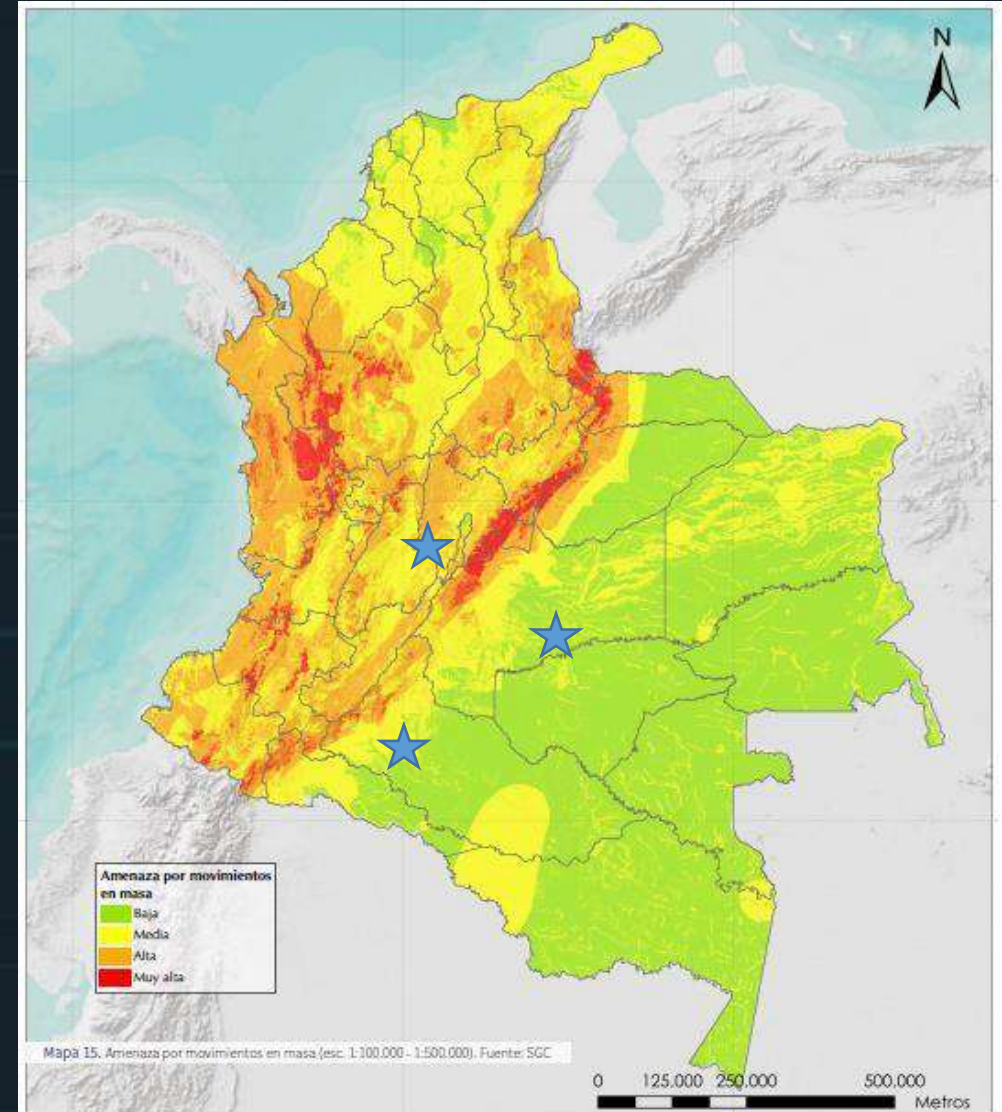 N
Amenaza por movimientos
en masa
Baja
Media
Alta
Muy alta
Mapa 15. Amenaza por movimientos en masa (esc. 1:100.000 - 1:500.000). Fuente: SGC
0 125.000 250.000 500.000
Metros